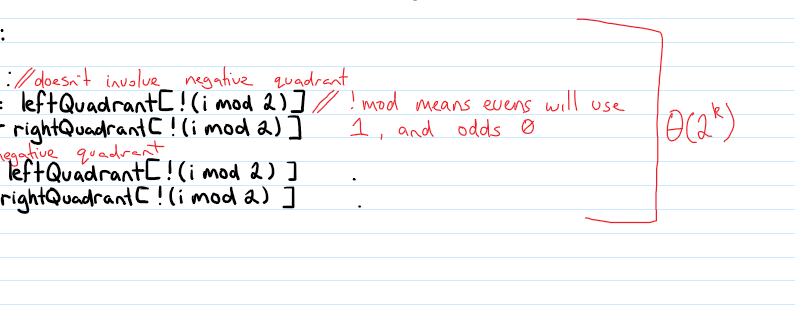 :
: //doesn't involve negative quadrant
: leftQuadrant[!(i mod 2)] // !mod means evens will use
- rightQuadrant[!(i mod 2)] 1, and odds 0
negative quadrant
leftQuadrant[!(i mod 2)] .
rightQuadrant[!(i mod 2)] .
θ(2^k)